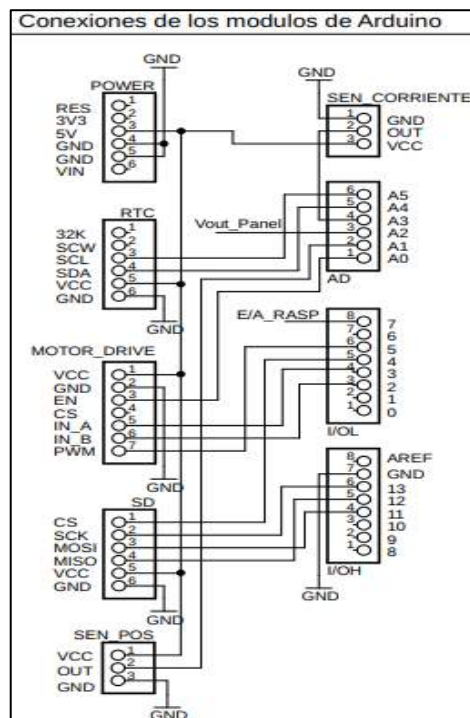 Conexiones de los modulos de Arduino
GND
POWER
RES 1
3V3 2
5V 3
GND 4
GND 5
VIN 6
RTC
32K 1
SCW 2
SCL 3
SDA 4
VCC 5
GND 6
GND
MOTOR_DRIVE
VCC 1
GND 2
EN 3
CS 4
IN_A 5
IN_B 6
PWM 7
GND
SD
CS 1
SCK 2
MOSI 3
MISO 4
VCC 5
GND 6
GND
SEN_POS
VCC 1
OUT 2
GND 3
GND
GND
SEN_CORRIENTE
1 GND
2 OUT
3 VCC
Vout_Panel
6 A5
5 A4
4 A3
3 A2
2 A1
1 A0
AD
E/A_RASP
8 7
7 6
6 5
5 4
4 3
3 2
2 1
1 0
I/OL
8 AREF
7 GND
6 13
5 12
4 11
3 10
2 9
1 8
I/OH
GND